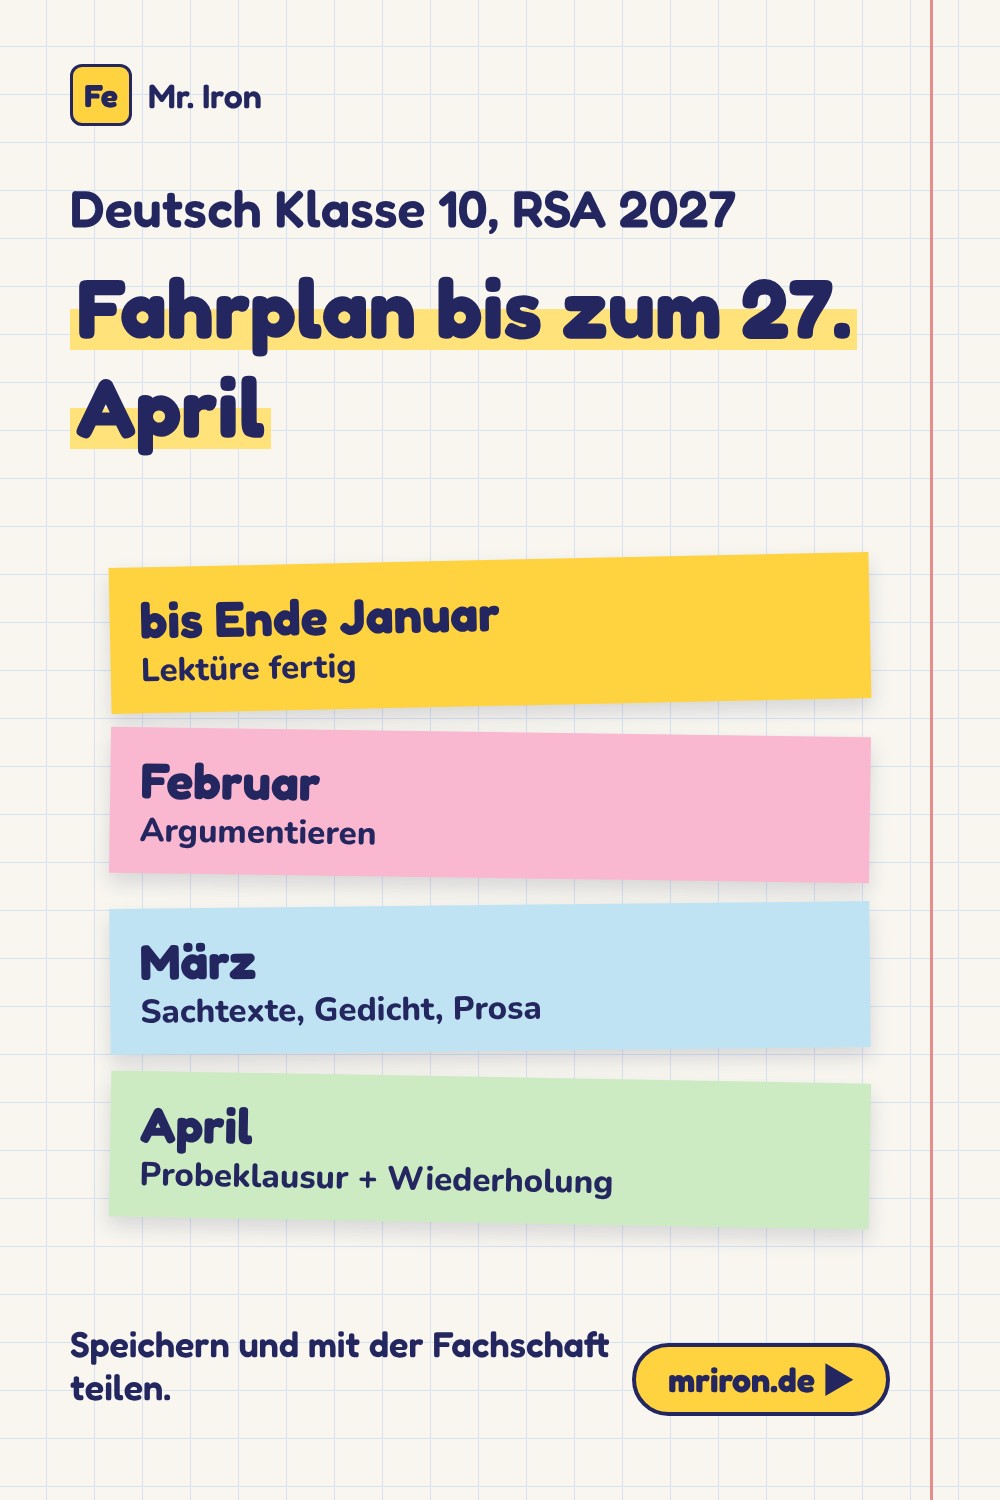 Fe Mr. Iron
Deutsch Klasse 10, RSA 2027
Fahrplan bis zum 27.
April
bis Ende Januar
Lektüre fertig
Februar
Argumentieren
März
Sachtexte, Gedicht, Prosa
April
Probeklausur + Wiederholung
Speichern und mit der Fachschaft
teilen.
mriron.de ▶